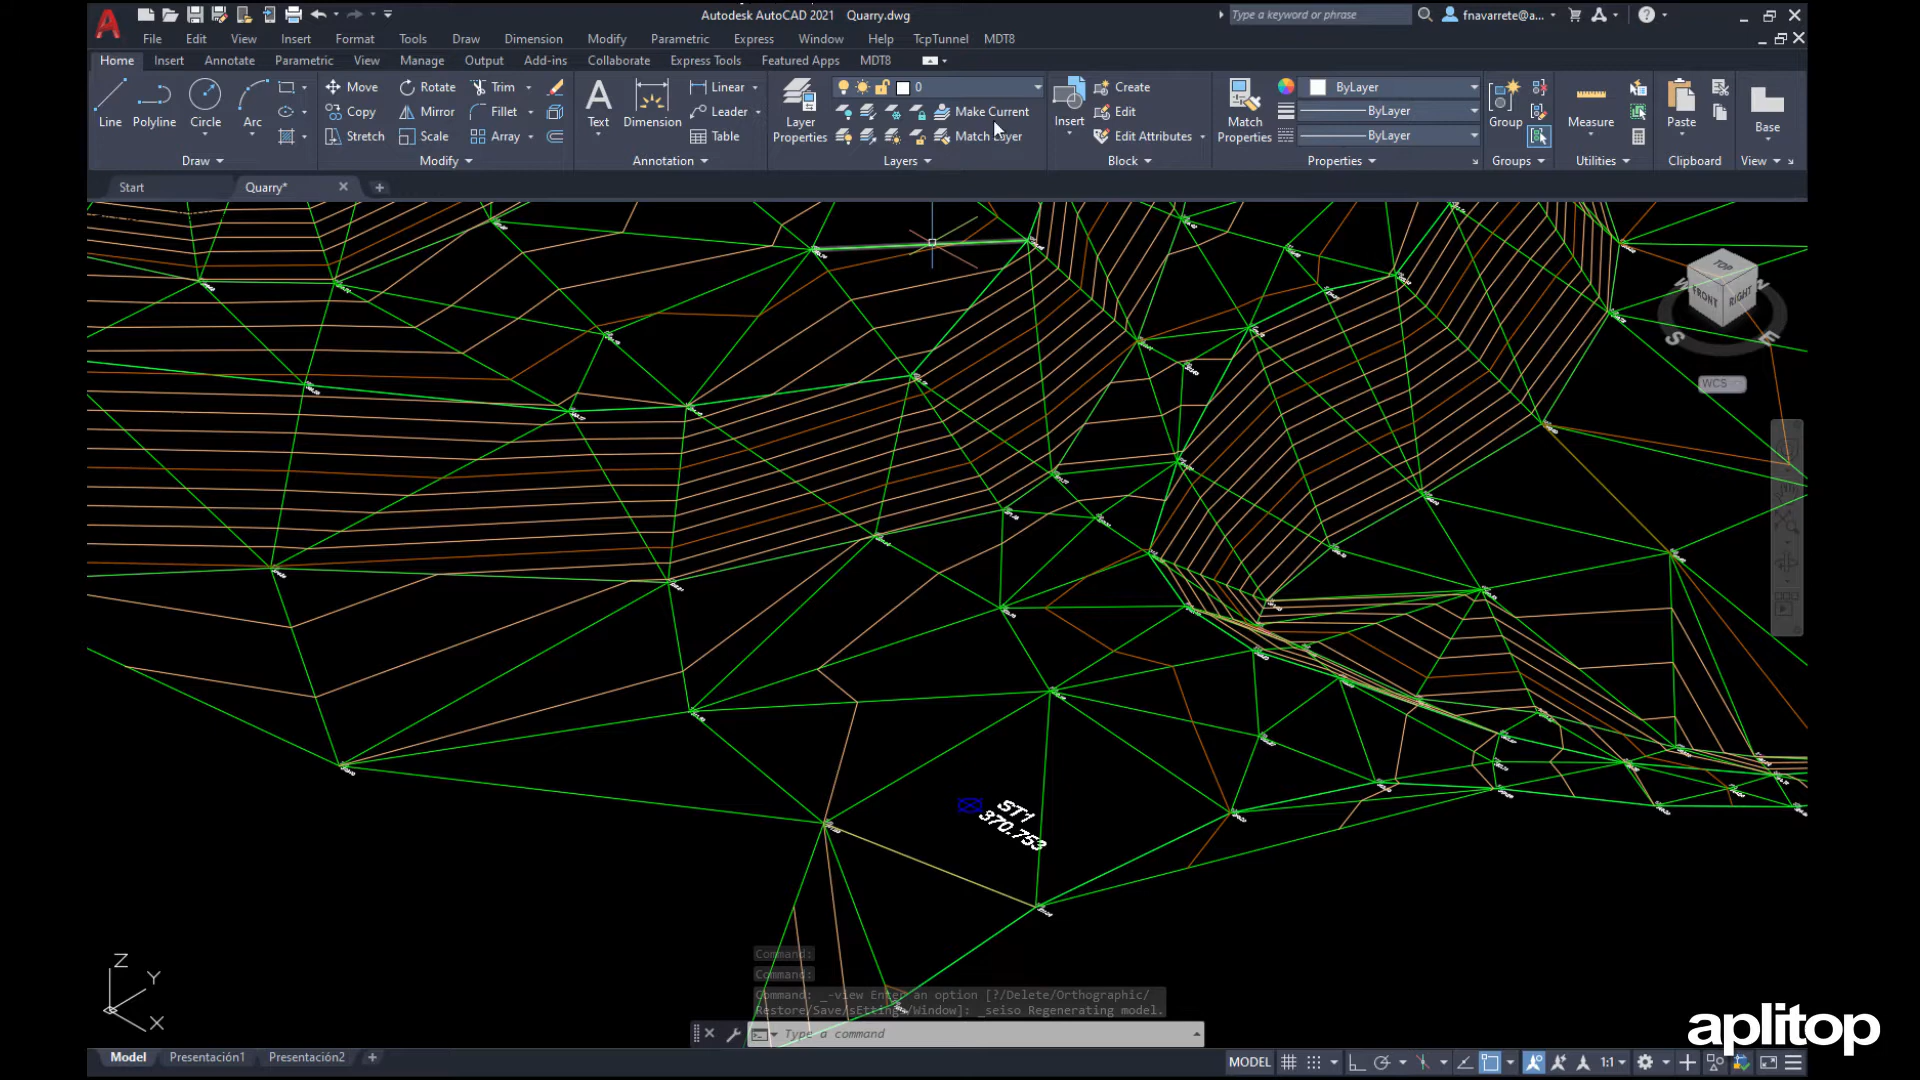 Autodesk AutoCAD 2021 Quarry.dwg
Type a keyword or phrase
fnavarrete@a...
File Edit View Insert Format Tools Draw Dimension Modify Parametric Express Window Help TcpTunnel MDT8
Home Insert Annotate Parametric View Manage Output Add-ins Collaborate Express Tools Featured Apps MDT8
Line Polyline Circle Arc
Draw
Move Rotate Trim
Copy Mirror Fillet
Stretch Scale Array
Modify
Text Dimension
Linear
Leader
Table
Annotation
Layer Properties
0
Make Current
Match Layer
Layers
Insert
Create
Edit
Edit Attributes
Block
Match Properties
ByLayer
ByLayer
ByLayer
Properties
Group
Groups
Measure
Utilities
Paste
Clipboard
Base
View
Start Quarry*
TOP
FRONT RIGHT
W
S E
WCS
ST1
370.753
Z
Y
X
Command:
Command:
Command: _-view Enter an option [?/Delete/Orthographic/
Restore/Save/sEttings/Window]: _seiso Regenerating model.
Type a command
aplitop
Model Presentación1 Presentación2
MODEL
1:1